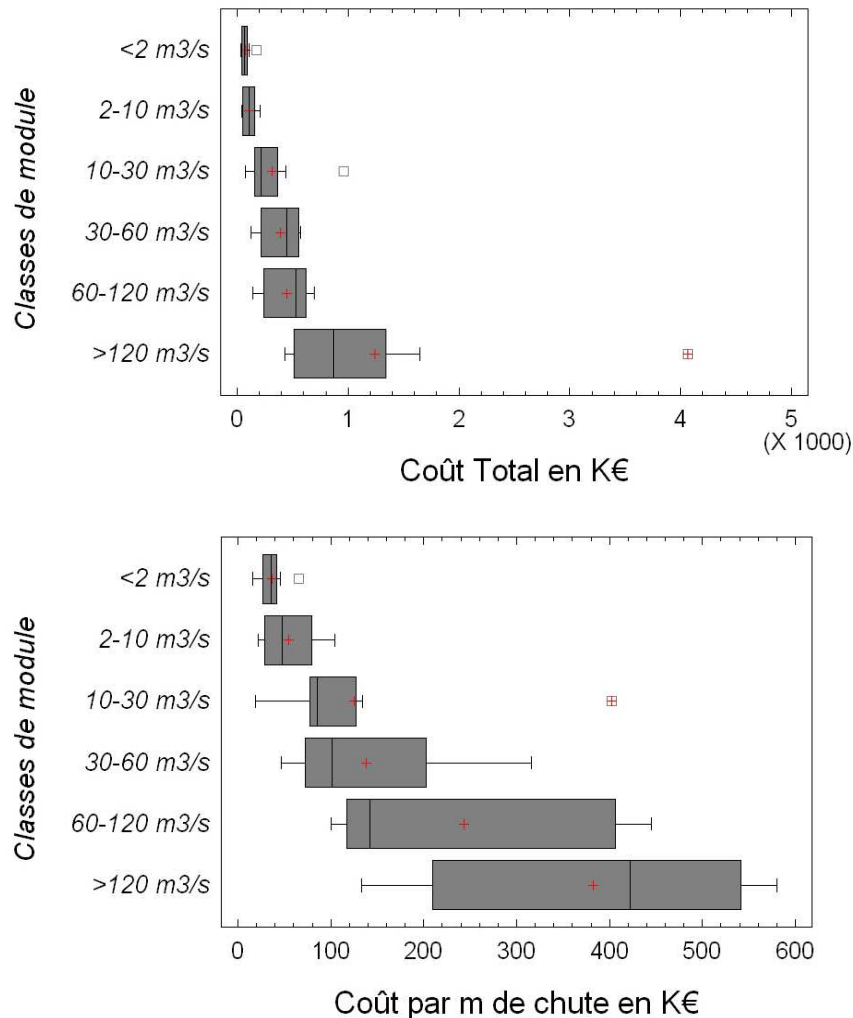 Classes de module
<2 m3/s
2-10 m3/s
10-30 m3/s
30-60 m3/s
60-120 m3/s
>120 m3/s
0 1 2 3 4 5
(X 1000)
Coût Total en K€
Classes de module
<2 m3/s
2-10 m3/s
10-30 m3/s
30-60 m3/s
60-120 m3/s
>120 m3/s
0 100 200 300 400 500 600
Coût par m de chute en K€